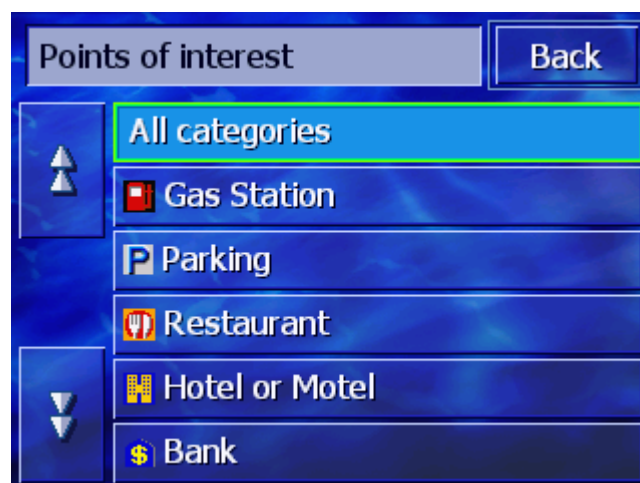 Points of interest
Back
All categories
Gas Station
P Parking
Restaurant
Hotel or Motel
$ Bank